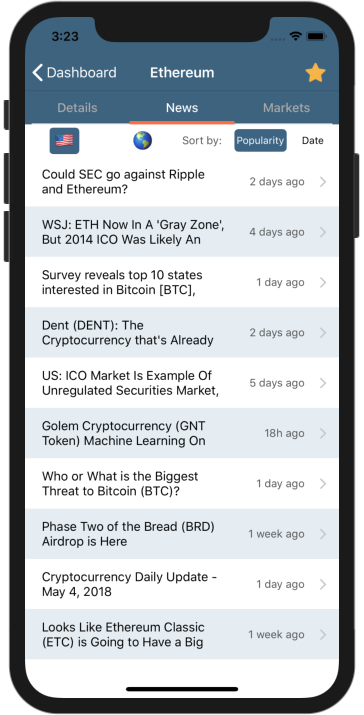 3:23
Dashboard
Ethereum
Details
News
Markets
Sort by:
Popularity
Date
Could SEC go against Ripple
and Ethereum?
2 days ago
WSJ: ETH Now In A 'Gray Zone',
But 2014 ICO Was Likely An
4 days ago
Survey reveals top 10 states
interested in Bitcoin [BTC],
1 day ago
Dent (DENT): The
Cryptocurrency that's Already
2 days ago
US: ICO Market Is Example Of
Unregulated Securities Market,
5 days ago
Golem Cryptocurrency (GNT
Token) Machine Learning On
18h ago
Who or What is the Biggest
Threat to Bitcoin (BTC)?
1 day ago
Phase Two of the Bread (BRD)
Airdrop is Here
1 week ago
Cryptocurrency Daily Update -
May 4, 2018
1 day ago
Looks Like Ethereum Classic
(ETC) is Going to Have a Big
1 week ago